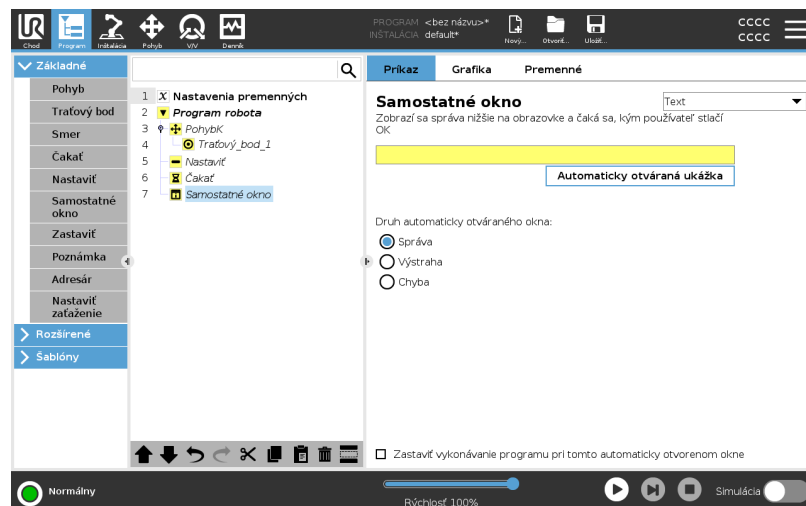 PROGRAM <bez názvu>*
INŠTALÁCIA default*
Chod
Program
Inštalácia
Pohyb
V/V
Denník
Nový...
Otvoriť...
Uložiť...
CCCC
CCCC
Základné
Pohyb
Traťový bod
Smer
Čakať
Nastaviť
Samostatné
okno
Zastaviť
Poznámka
Adresár
Nastaviť
zaťaženie
Rozšírené
Šablóny
1 X Nastavenia premenných
2 Program robota
3 PohybK
4 Traťový_bod_1
5 Nastaviť
6 Čakať
7 Samostatné okno
Príkaz Grafika Premenné
Samostatné okno
Text
Zobrazí sa správa nižšie na obrazovke a čaká sa, kým používateľ stlačí
OK
Automaticky otváraná ukážka
Druh automaticky otváraného okna:
Správa
Výstraha
Chyba
Zastaviť vykonávanie programu pri tomto automaticky otvorenom okne
Normálny
Rýchlosť 100%
Simulácia